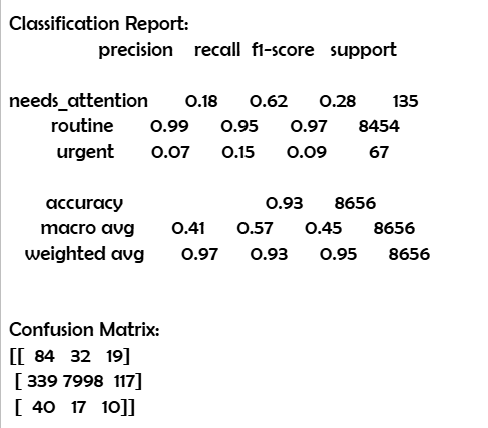 Classification Report:
precision recall f1-score support
needs_attention 0.18 0.62 0.28 135
routine 0.99 0.95 0.97 8454
urgent 0.07 0.15 0.09 67
accuracy 0.93 8656
macro avg 0.41 0.57 0.45 8656
weighted avg 0.97 0.93 0.95 8656
Confusion Matrix:
[[ 84 32 19]
[ 339 7998 117]
[ 40 17 10]]